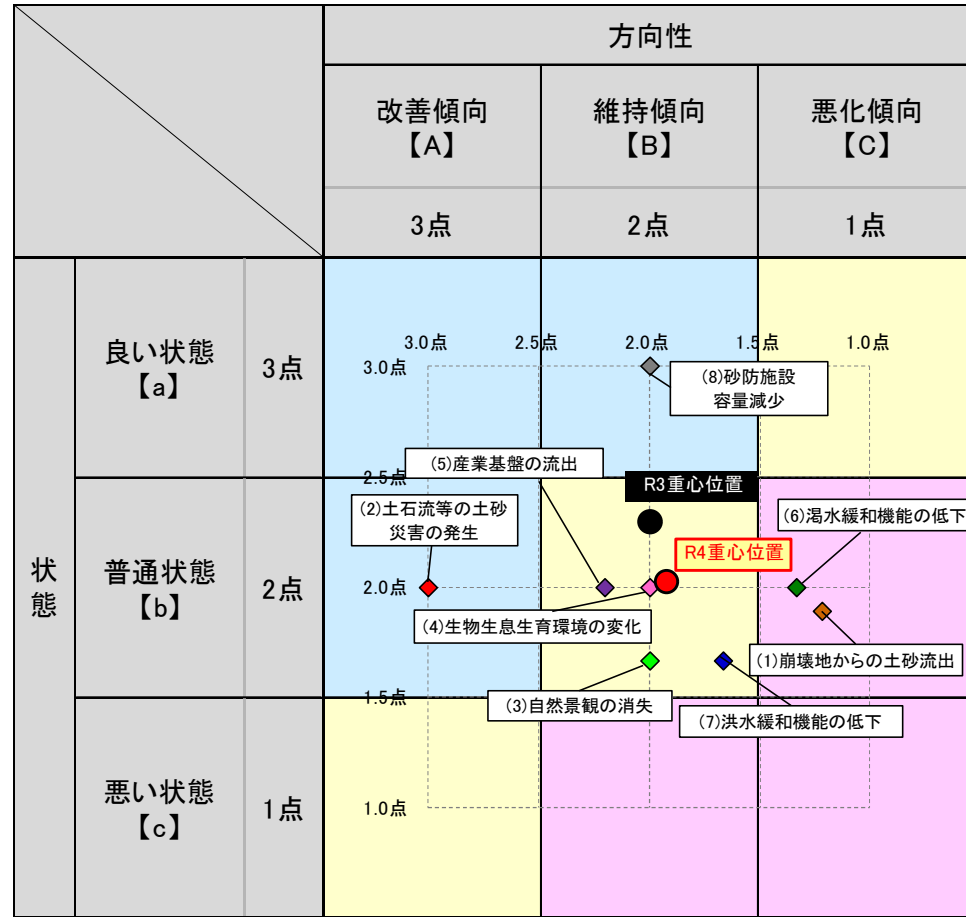 方向性
改善傾向
【A】
維持傾向
【B】
悪化傾向
【C】
3点
2点
1点
状
態
良い状態
【a】
3点
普通状態
【b】
2点
悪い状態
【c】
1点
3.0点
2.5点
2.0点
1.5点
1.0点
3.0点
2.5点
2.0点
1.5点
1.0点
(8)砂防施設
容量減少
(5)産業基盤の流出
R3重心位置
(2)土石流等の土砂
災害の発生
(6)渇水緩和機能の低下
R4重心位置
(4)生物生息生育環境の変化
(1)崩壊地からの土砂流出
(3)自然景観の消失
(7)洪水緩和機能の低下